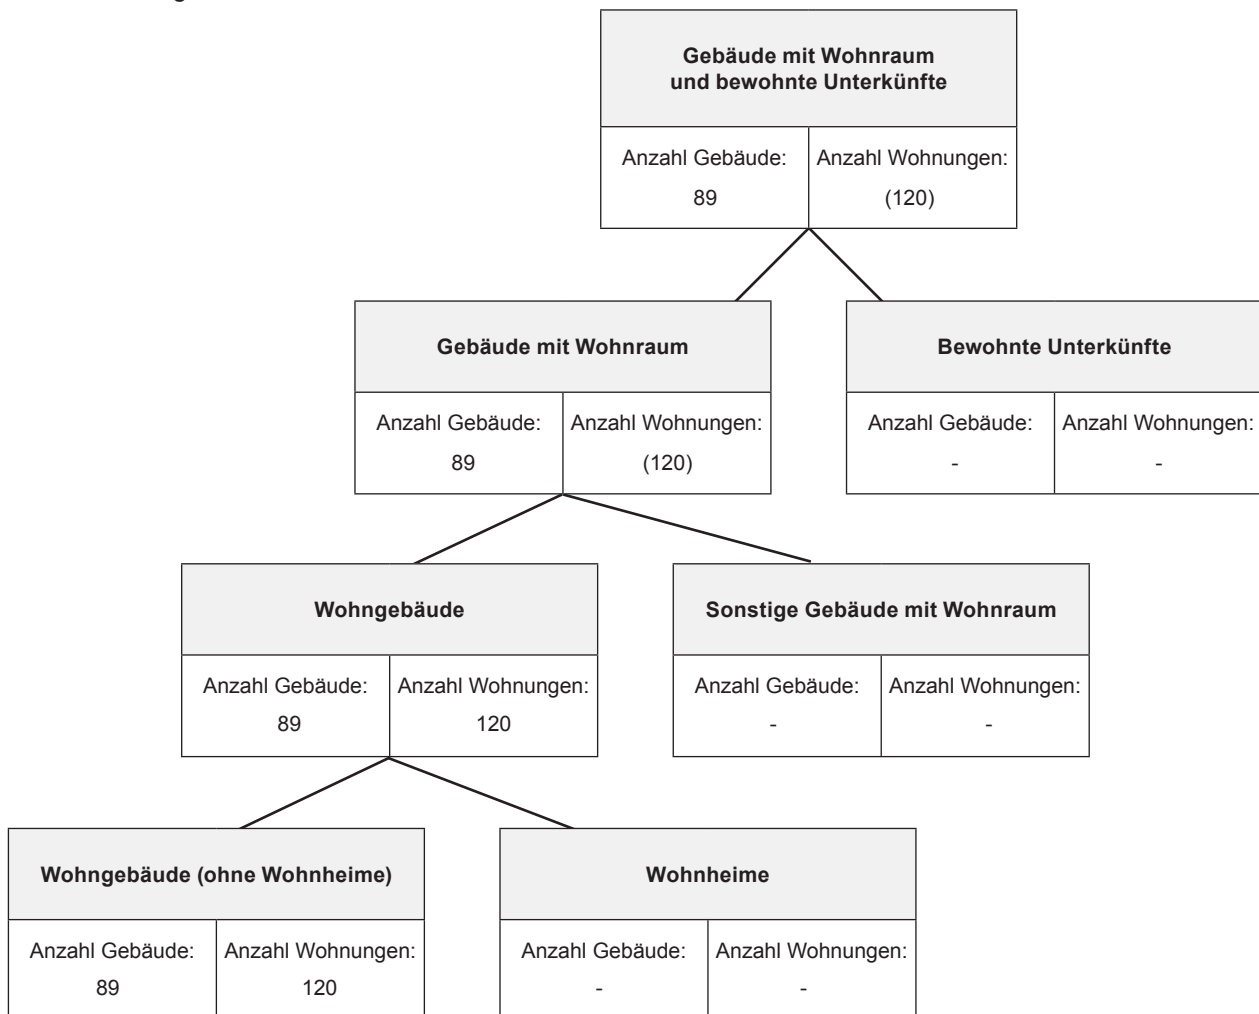 Gebäude mit Wohnraum
und bewohnte Unterkünfte
Anzahl Gebäude: Anzahl Wohnungen:
89 (120)
Gebäude mit Wohnraum Bewohnte Unterkünfte
Anzahl Gebäude: Anzahl Wohnungen: Anzahl Gebäude: Anzahl Wohnungen:
89 (120) - -
Wohngebäude Sonstige Gebäude mit Wohnraum
Anzahl Gebäude: Anzahl Wohnungen: Anzahl Gebäude: Anzahl Wohnungen:
89 120 - -
Wohngebäude (ohne Wohnheime) Wohnheime
Anzahl Gebäude: Anzahl Wohnungen: Anzahl Gebäude: Anzahl Wohnungen:
89 120 - -